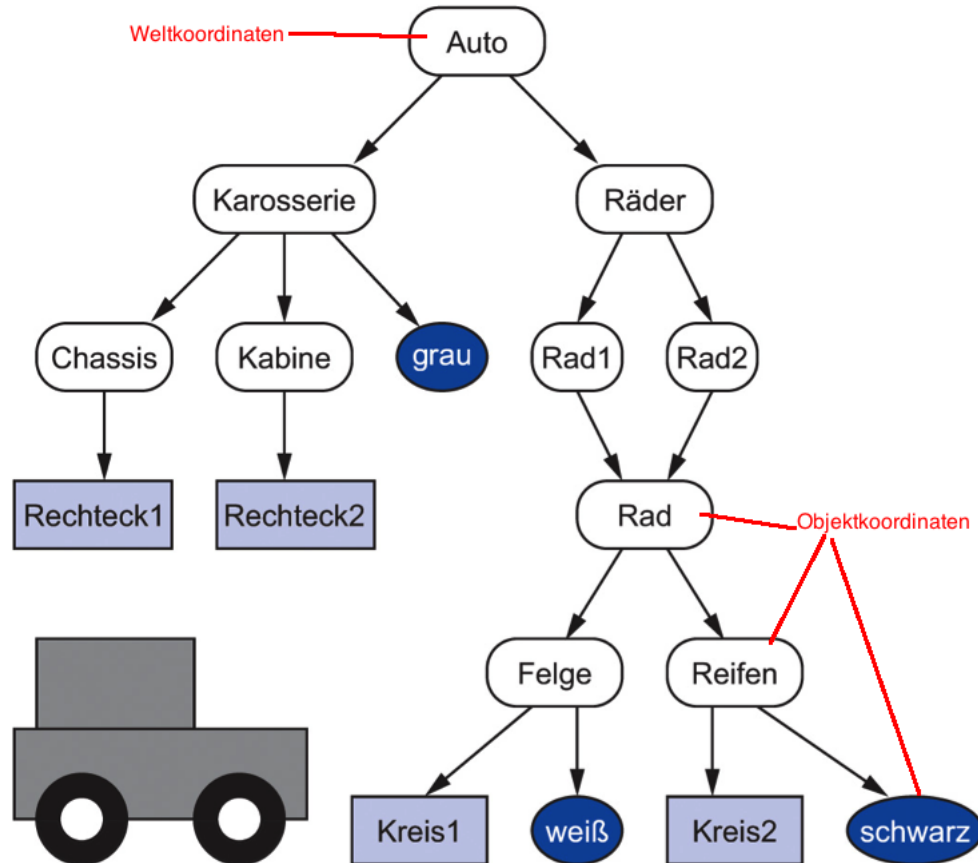 Weltkoordinaten
Auto
Karosserie
Räder
Chassis
Kabine
grau
Rad1
Rad2
Rechteck1
Rechteck2
Rad
Objektkoordinaten
Felge
Reifen
Kreis1
weiß
Kreis2
schwarz